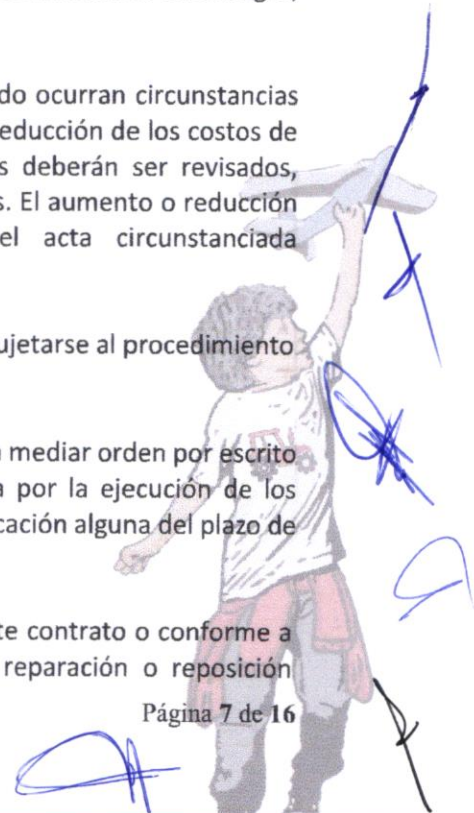 do ocurran circunstancias
educción de los costos de
s deberán ser revisados,
s. El aumento o reducción
el acta circunstanciada
ujetarse al procedimiento
mediar orden por escrito
a por la ejecución de los
cación alguna del plazo de
te contrato o conforme a
reparación o reposición
Página 7 de 16